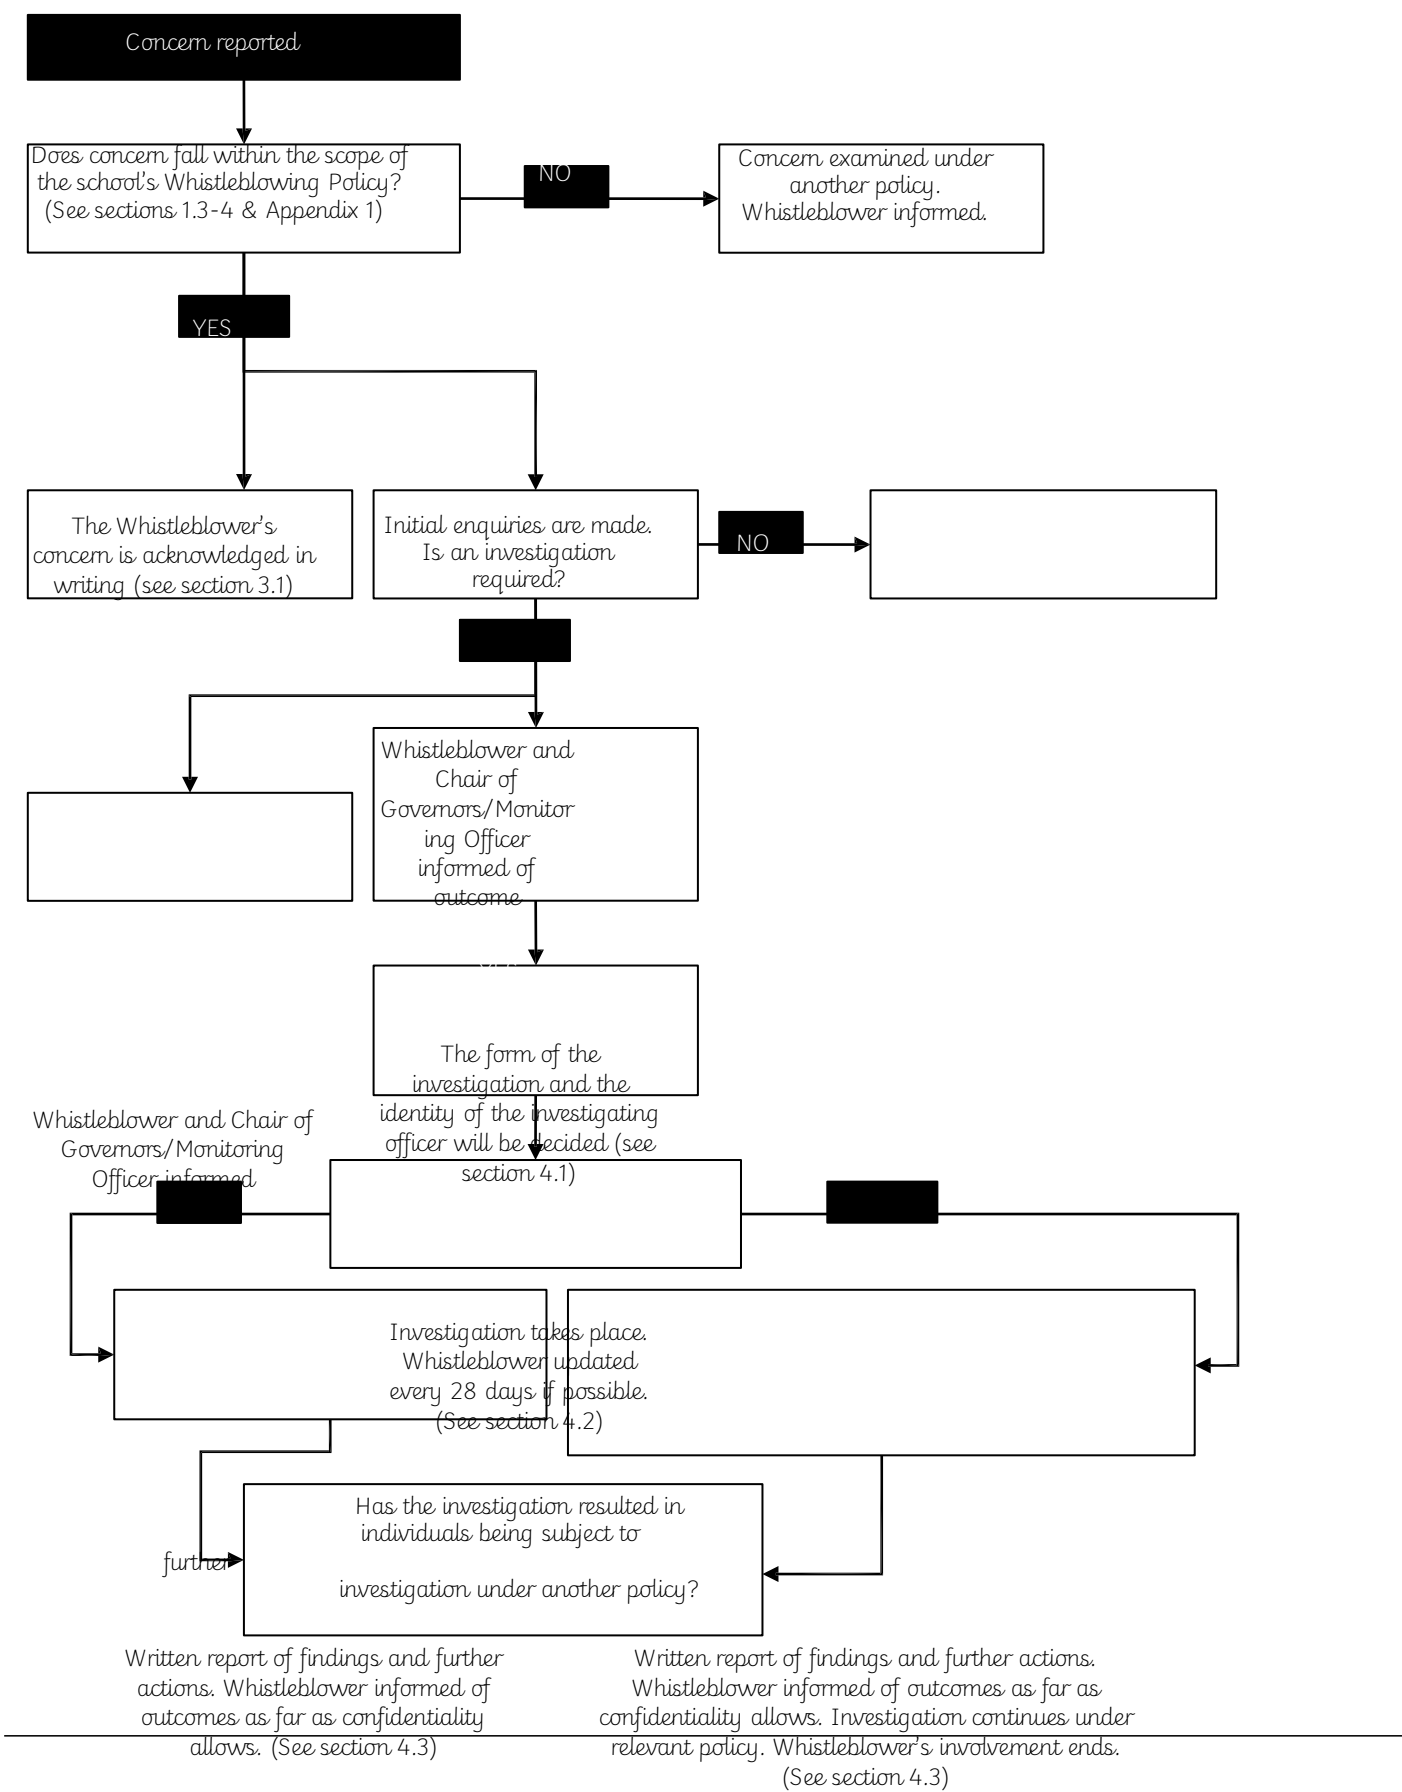 Concern reported
Does concern fall within the scope of
the school's Whistleblowing Policy?
(See sections 1.3-4 & Appendix 1)
NO
Concern examined under
another policy.
Whistleblower informed.
YES
The Whistleblower's
concern is acknowledged in
writing (see section 3.1)
Initial enquiries are made.
Is an investigation
required?
NO
Whistleblower and
Chair of
Governors/Monitor
ing Officer
informed of
outcome
The form of the
investigation and the
identity of the investigating
officer will be decided (see
section 4.1)
Whistleblower and Chair of
Governors/Monitoring
Officer informed
Investigation takes place.
Whistleblower updated
every 28 days if possible.
(See section 4.2)
Has the investigation resulted in
individuals being subject to
further
investigation under another policy?
Written report of findings and further
actions. Whistleblower informed of
outcomes as far as confidentiality
allows. (See section 4.3)
Written report of findings and further actions.
Whistleblower informed of outcomes as far as
confidentiality allows. Investigation continues under
relevant policy. Whistleblower's involvement ends.
(See section 4.3)